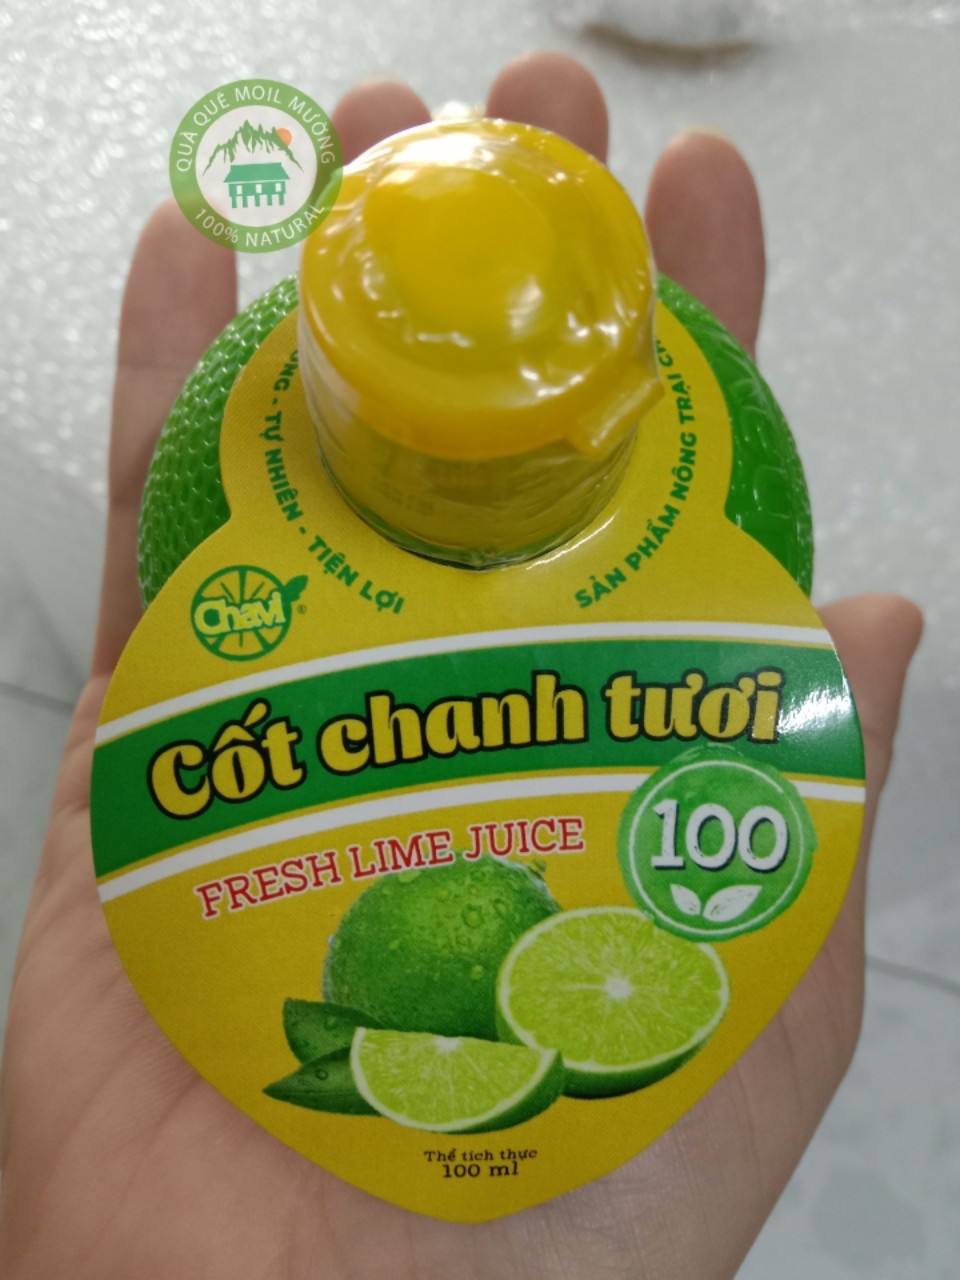 QUÀ QUÊ MOIL MƯỜNG
100% NATURAL
- TỰ NHIÊN - TIỆN LỢI
SẢN PHẨM NÔNG TRẠI
Chavi
®
Cốt chanh tươi
FRESH LIME JUICE
100
Thể tích thực
100 ml